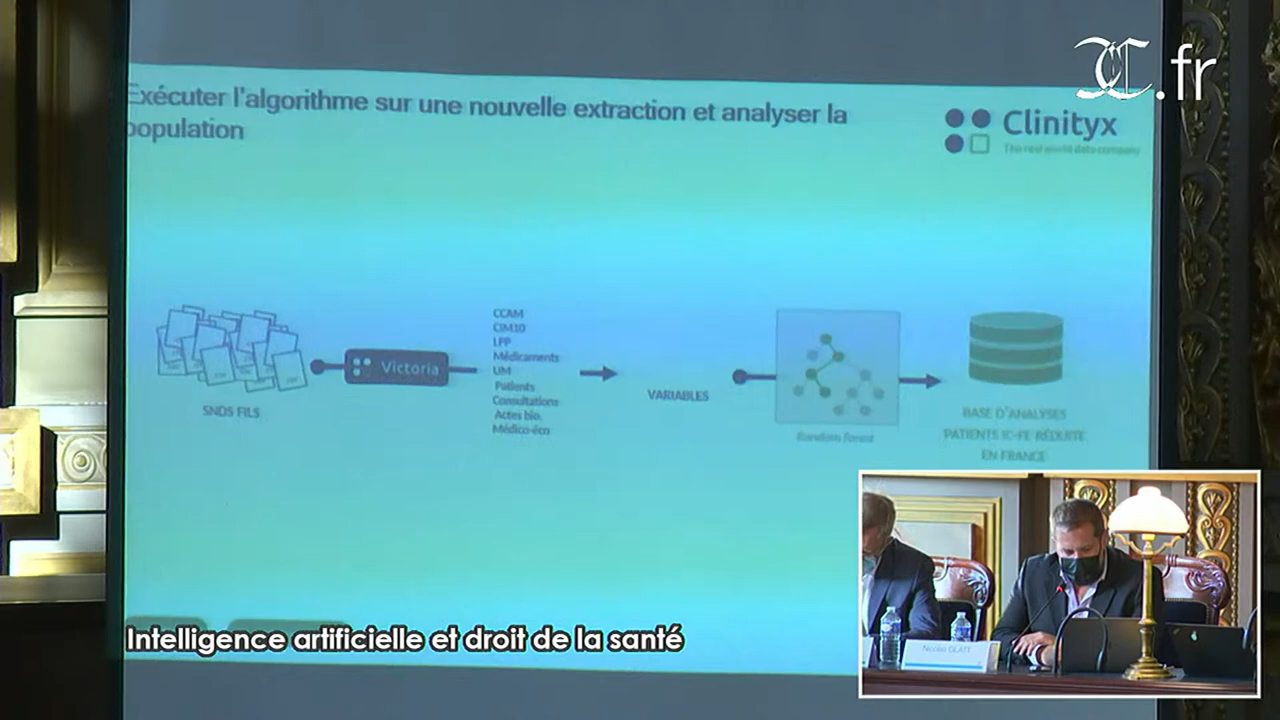 Exécuter l'algorithme sur une nouvelle extraction et analyser la
population
Clinityx
The real world data company
.fr
SNDS FILS
Victoria
CCAM
CIM10
LPP
Médicaments
UM
Patients
Consultations
Actes bio.
Médico-éco
VARIABLES
Random forest
BASE D'ANALYSES
PATIENTS IC-FE RÉDUITE
EN FRANCE
Intelligence artificielle et droit de la santé
Nicolas GLATT